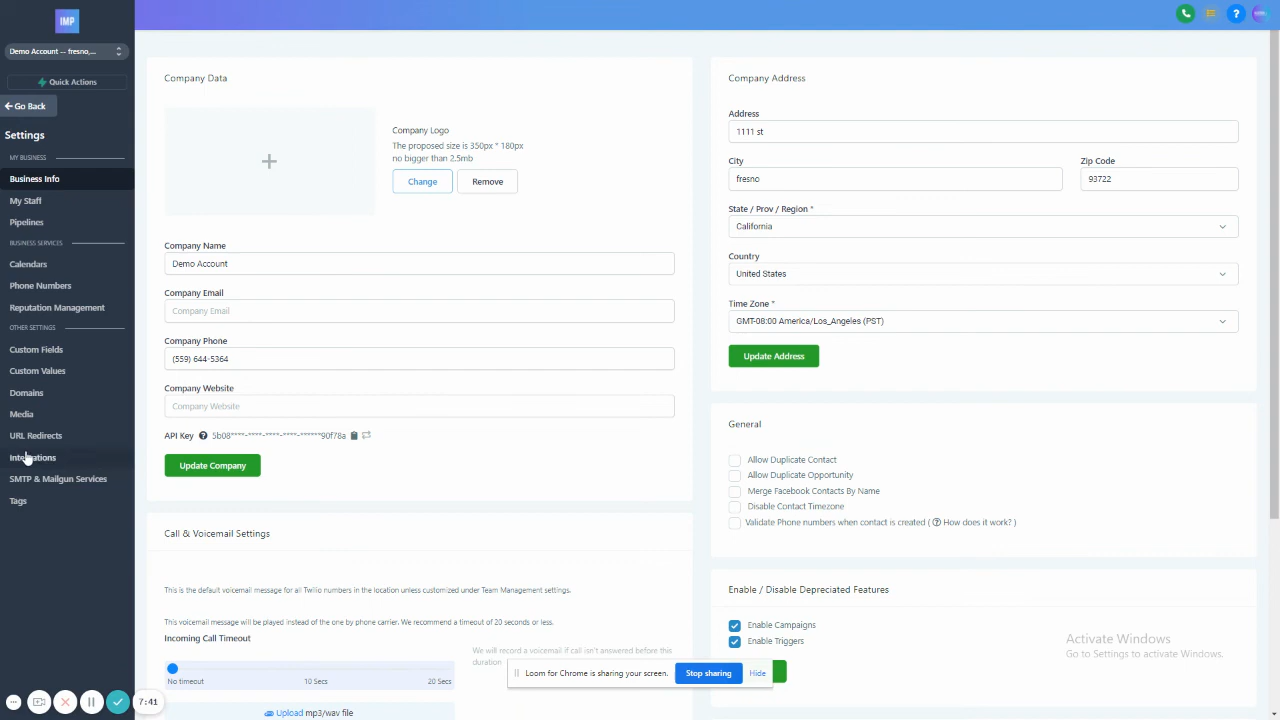 IMP
Demo Account -- fresno,...
Quick Actions
Go Back
Settings
MY BUSINESS
Business Info
My Staff
Pipelines
BUSINESS SERVICES
Calendars
Phone Numbers
Reputation Management
OTHER SETTINGS
Custom Fields
Custom Values
Domains
Media
URL Redirects
Integrations
SMTP & Mailgun Services
Tags
7:41
Company Data
Company Logo
The proposed size is 350px * 180px
no bigger than 2.5mb
Change Remove
Company Name
Demo Account
Company Email
Company Email
Company Phone
(559) 644-5364
Company Website
Company Website
API Key ? 5b08****-****-****-****-******90f78a
Update Company
Call & Voicemail Settings
This is the default voicemail message for all Twilio numbers in the location unless customized under Team Management settings.
This voicemail message will be played instead of the one by phone carrier. We recommend a timeout of 20 seconds or less.
Incoming Call Timeout
No timeout 10 Secs 20 Secs
We will record a voicemail if call isn't answered before this
duration
Upload mp3/wav file
?
Company Address
Address
1111 st
City
fresno
Zip Code
93722
State / Prov / Region *
California
Country
United States
Time Zone *
GMT-08:00 America/Los_Angeles (PST)
Update Address
General
Allow Duplicate Contact
Allow Duplicate Opportunity
Merge Facebook Contacts By Name
Disable Contact Timezone
Validate Phone numbers when contact is created ( ? How does it work? )
Enable / Disable Depreciated Features
Enable Campaigns
Enable Triggers
Loom for Chrome is sharing your screen. Stop sharing Hide
Activate Windows
Go to Settings to activate Windows.